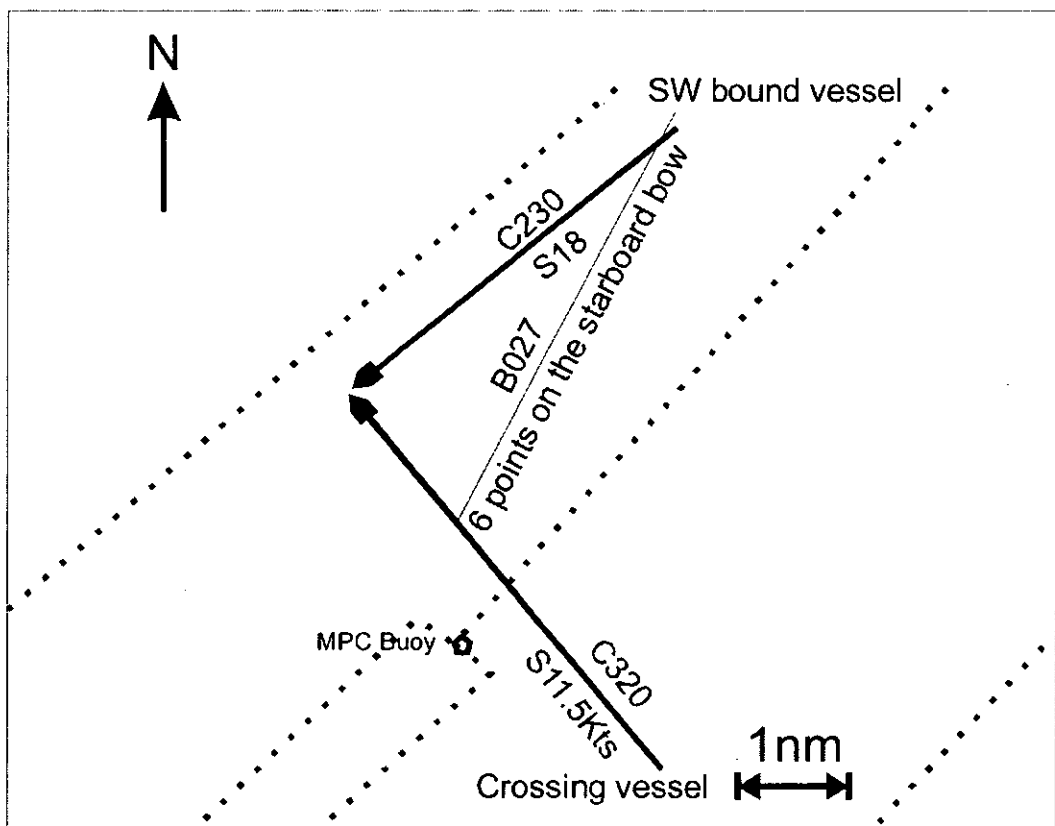 N
SW bound vessel
C230
S18
B027
6 points on the starboard bow
MPC Buoy
C320
S11.5Kts
1nm
Crossing vessel